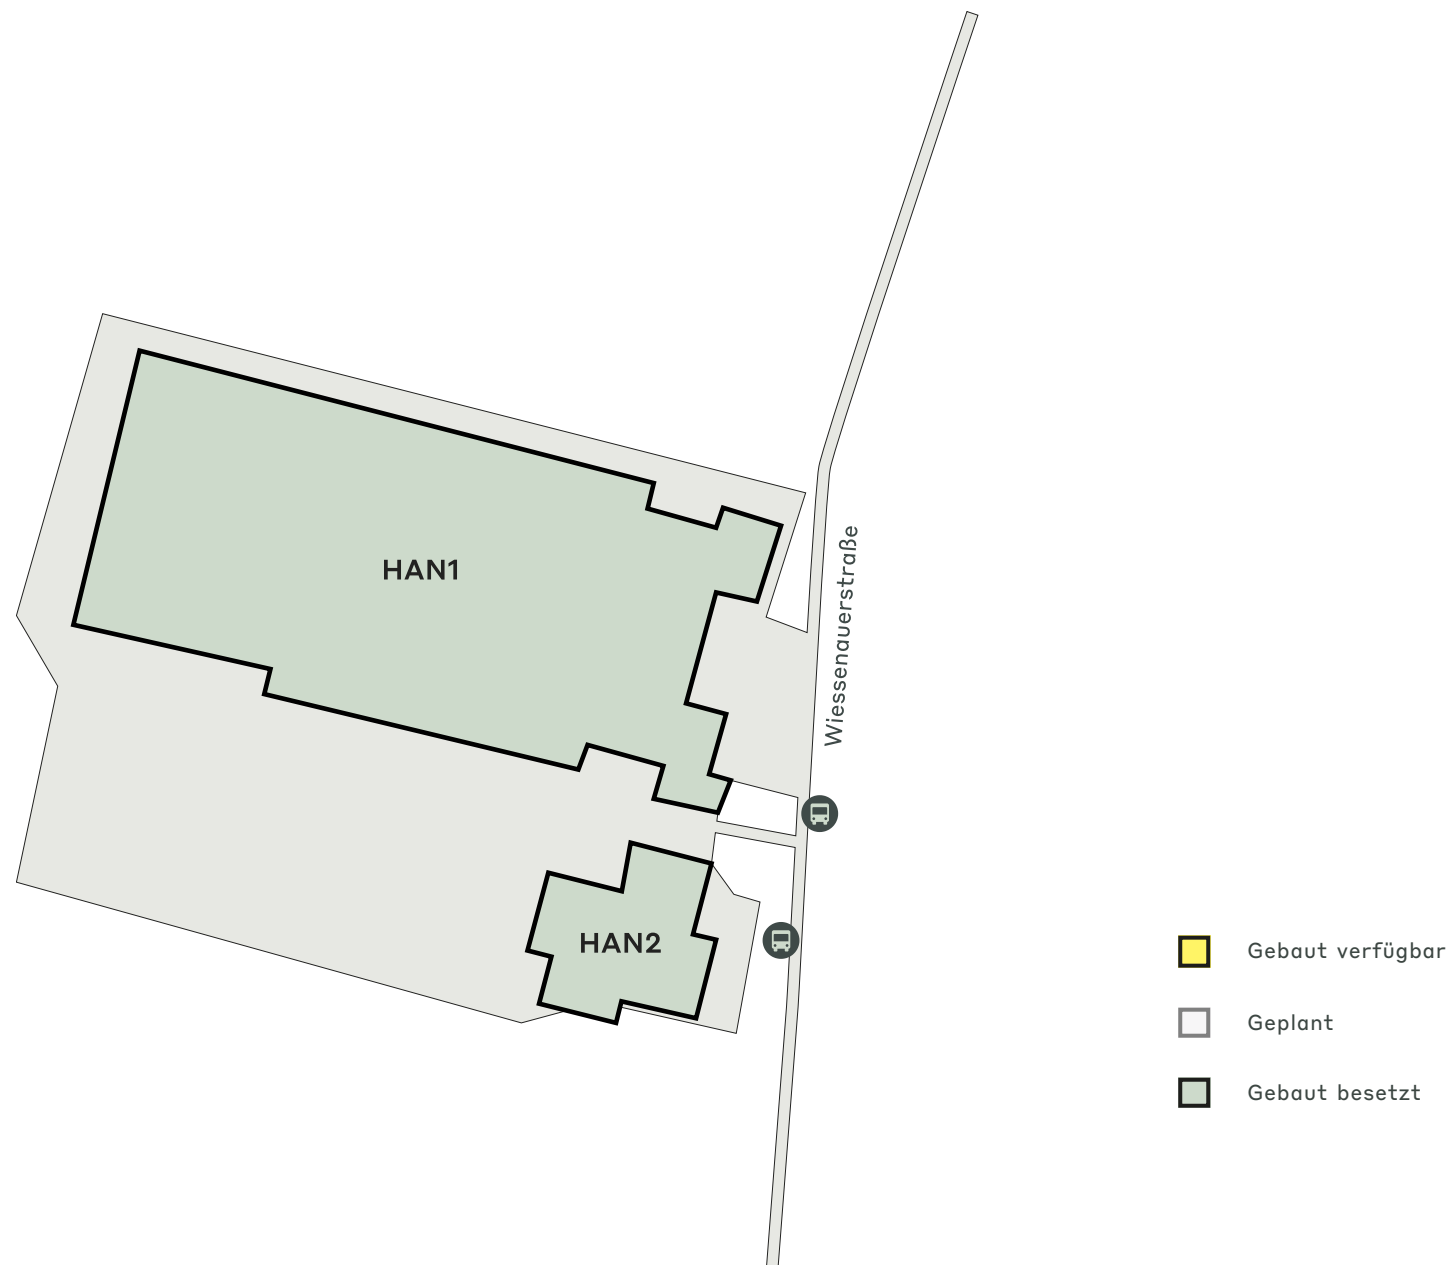 HAN1
Wiessenauerstraße
HAN2
Gebaut verfügbar
Geplant
Gebaut besetzt